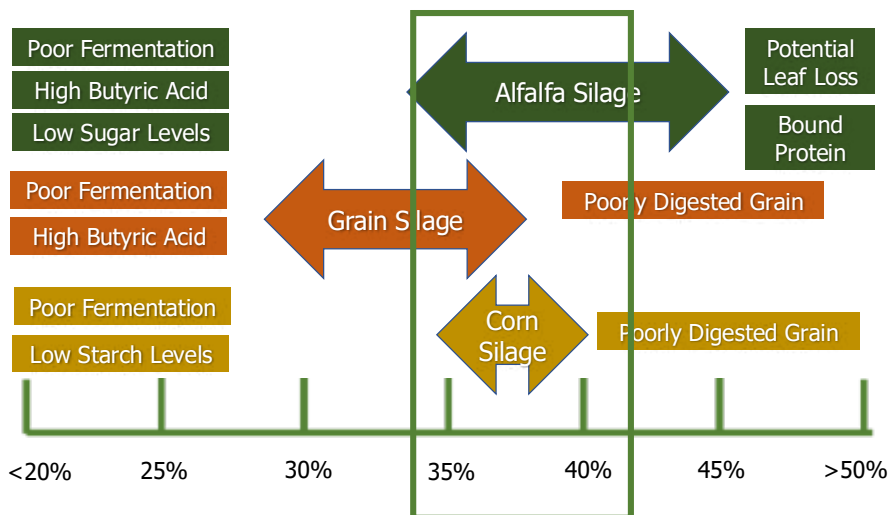 Poor Fermentation
High Butyric Acid
Low Sugar Levels
Alfalfa Silage
Potential
Leaf Loss
Bound
Protein
Poor Fermentation
High Butyric Acid
Grain Silage
Poorly Digested Grain
Poor Fermentation
Low Starch Levels
Corn
Silage
Poorly Digested Grain
<20%
25%
30%
35%
40%
45%
>50%